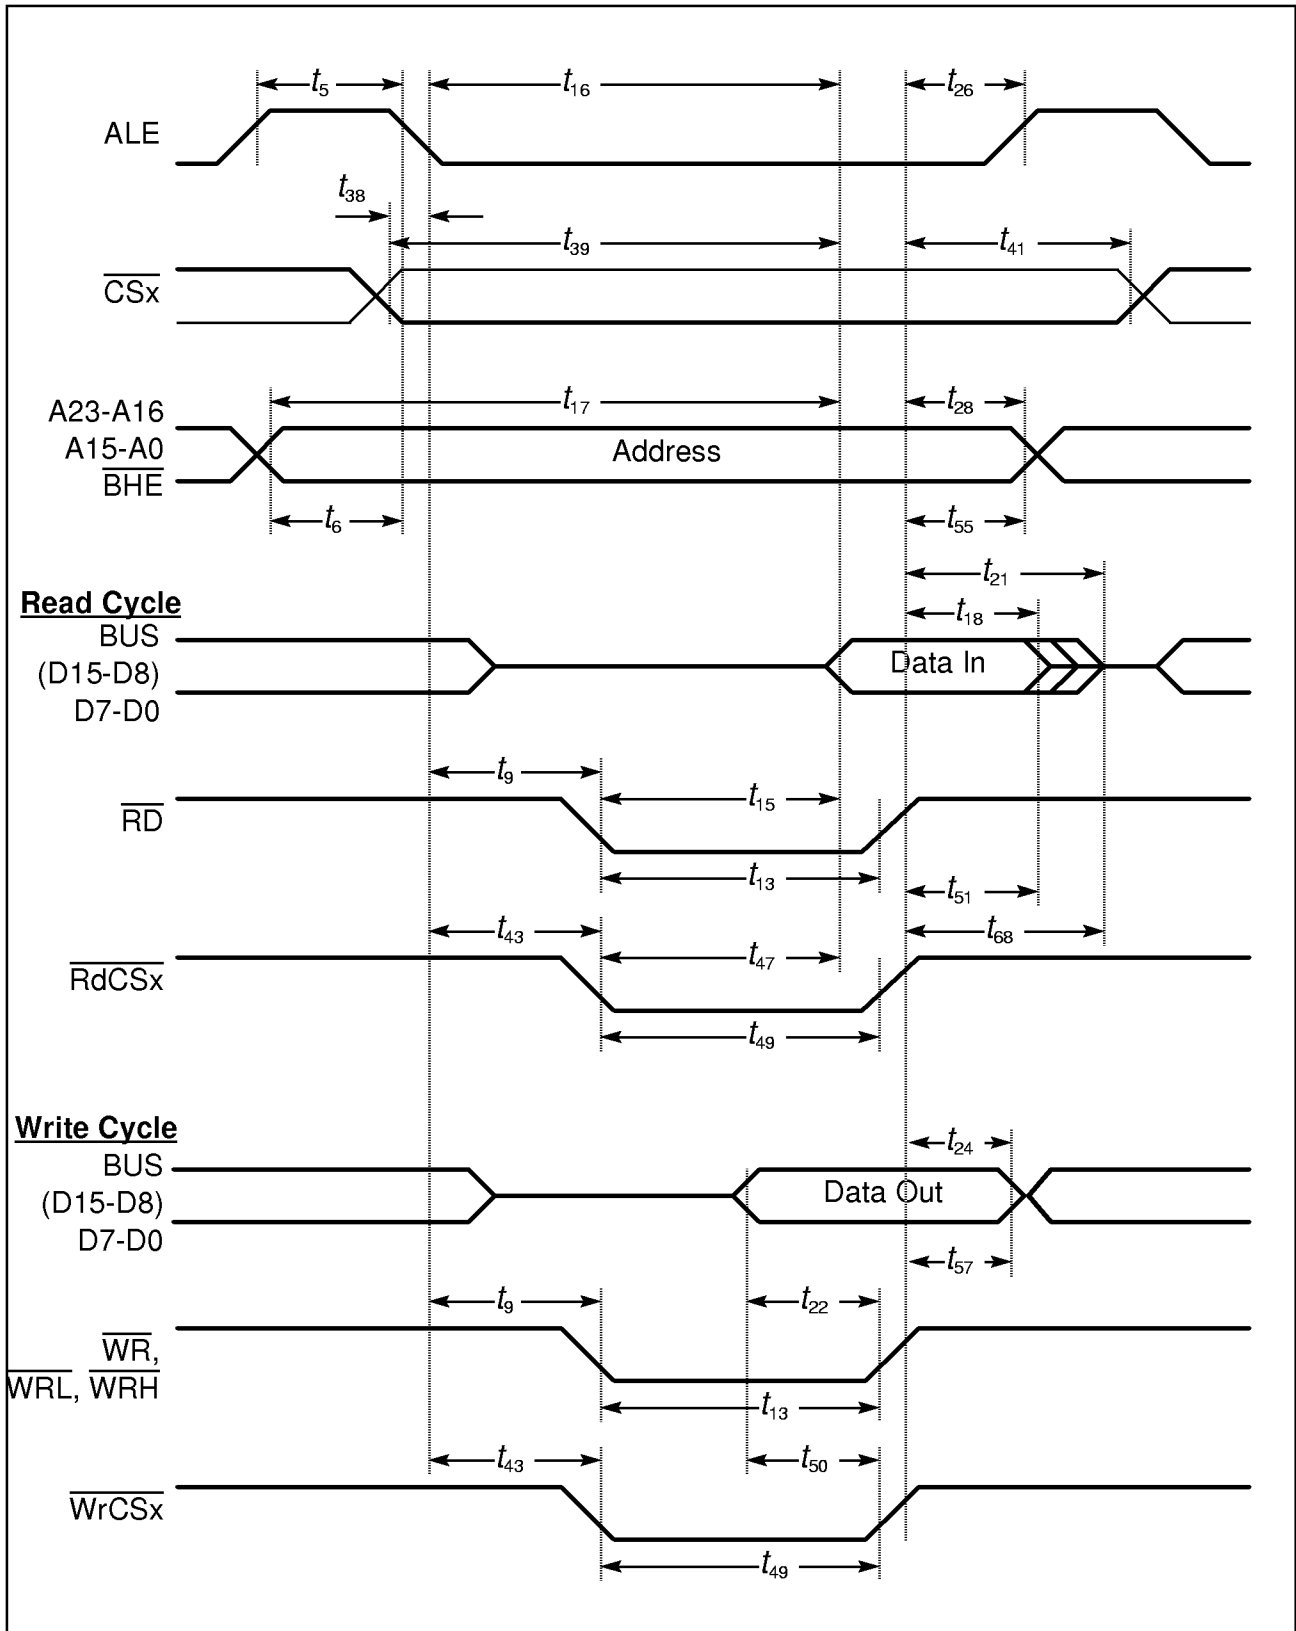 t5
t16
t26
ALE
t38
t39
t41
CSx
t17
t28
A23-A16
A15-A0
Address
BHE
t6
t55
t21
Read Cycle
t18
BUS
(D15-D8)
Data In
D7-D0
t9
t15
RD
t13
t51
t43
t68
t47
RdCSx
t49
Write Cycle
t24
BUS
(D15-D8)
Data Out
D7-D0
t57
t9
t22
WR,
WRL, WRH
t13
t43
t50
WrCSx
t49